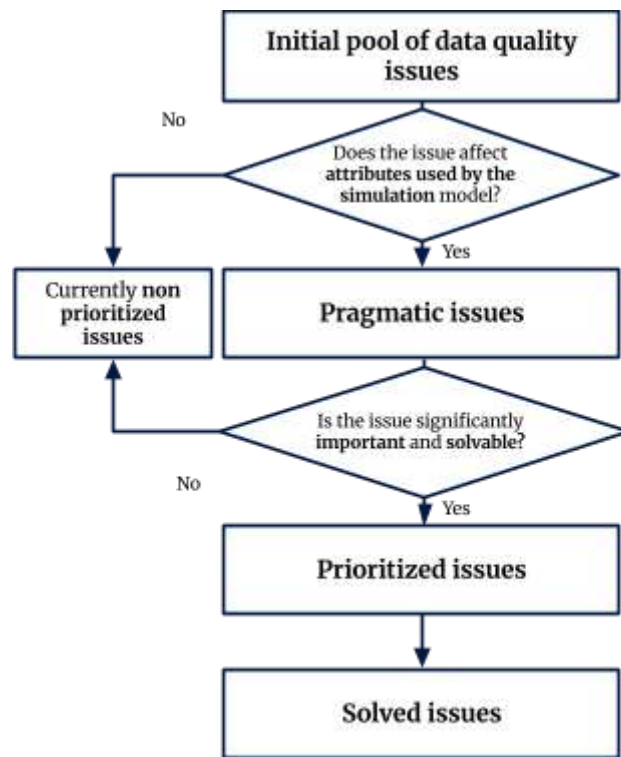 Initial pool of data quality
issues
No
Does the issue affect
attributes used by the
simulation model?
Yes
Currently non
prioritized
issues
Pragmatic issues
Is the issue significantly
important and solvable?
No
Yes
Prioritized issues
Solved issues